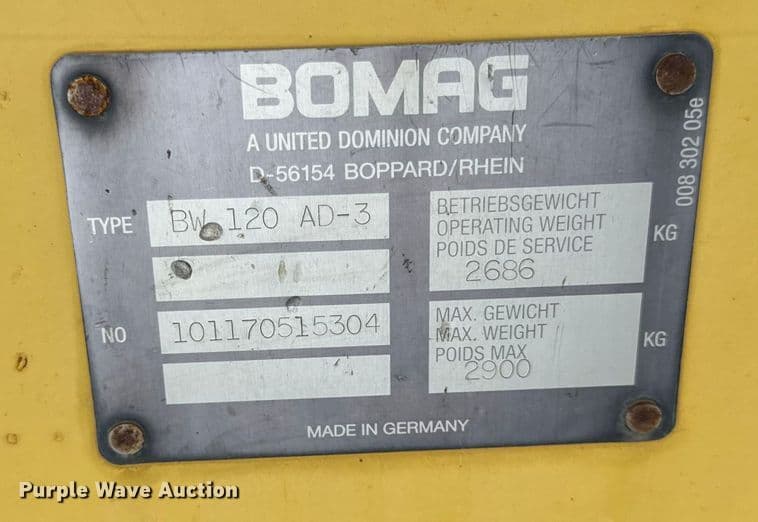 BOMAG
A UNITED DOMINION COMPANY
D-56154 BOPPARD/RHEIN
008 302 05e
TYPE BW 120 AD-3
BETRIEBSGEWICHT
OPERATING WEIGHT
POIDS DE SERVICE
2686 KG
NO 101170515304
MAX. GEWICHT
MAX. WEIGHT
POIDS MAX
2900 KG
MADE IN GERMANY
Purple Wave Auction